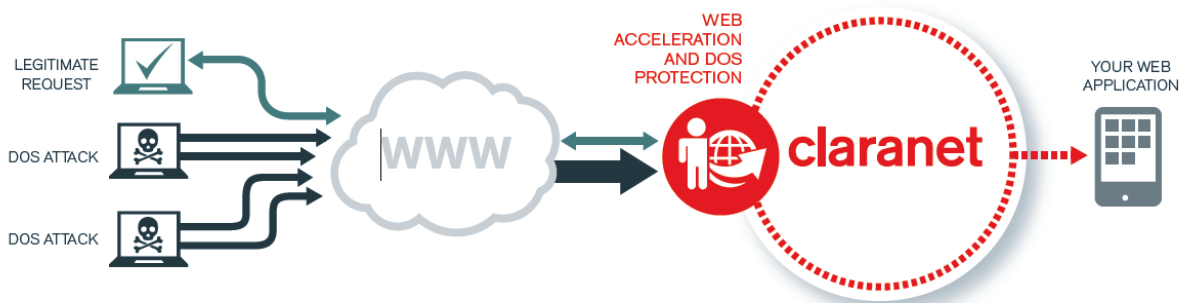 LEGITIMATE
REQUEST
DOS ATTACK
DOS ATTACK
WWW
WEB
ACCELERATION
AND DOS
PROTECTION
claranet
YOUR WEB
APPLICATION